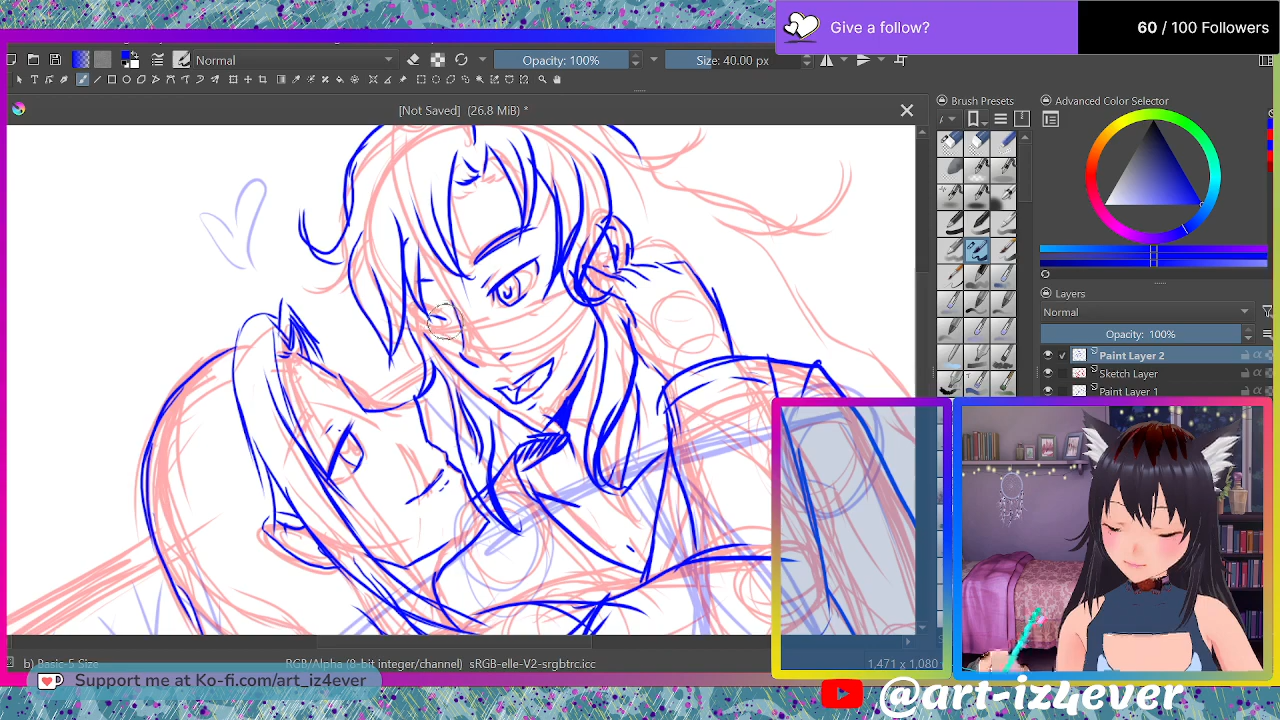 Give a follow?
60 / 100 Followers
Normal
Opacity: 100%
Size: 40.00 px
[Not Saved] (26.8 MiB) *
Brush Presets
Advanced Color Selector
Layers
Normal
Opacity: 100%
Paint Layer 2
Sketch Layer
Paint Layer 1
b) Basic-5 Size
RGB/Alpha (8-bit integer/channel) sRGB-elle-V2-srgbtrc.icc
1,471 x 1,080
Support me at Ko-fi.com/art_iz4ever
@art-iz4ever